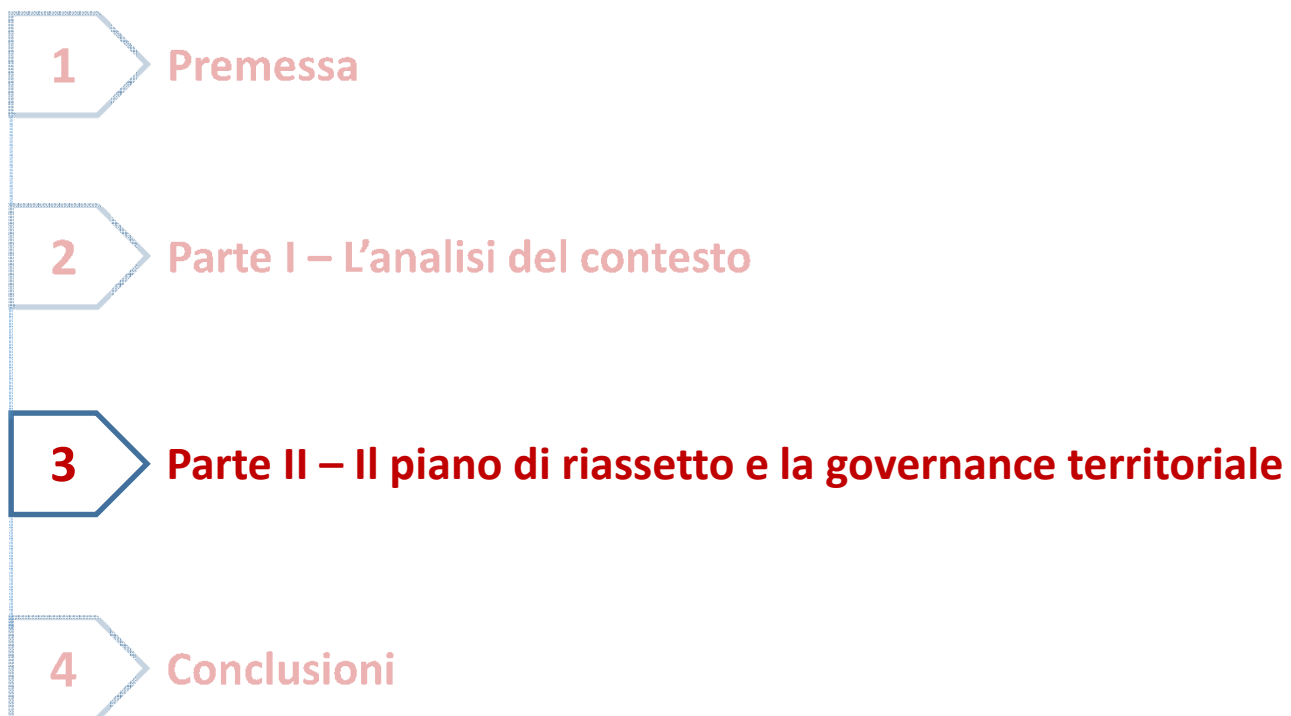 1 Premessa
2 Parte I – L’analisi del contesto
3 Parte II – Il piano di riassetto e la governance territoriale
4 Conclusioni